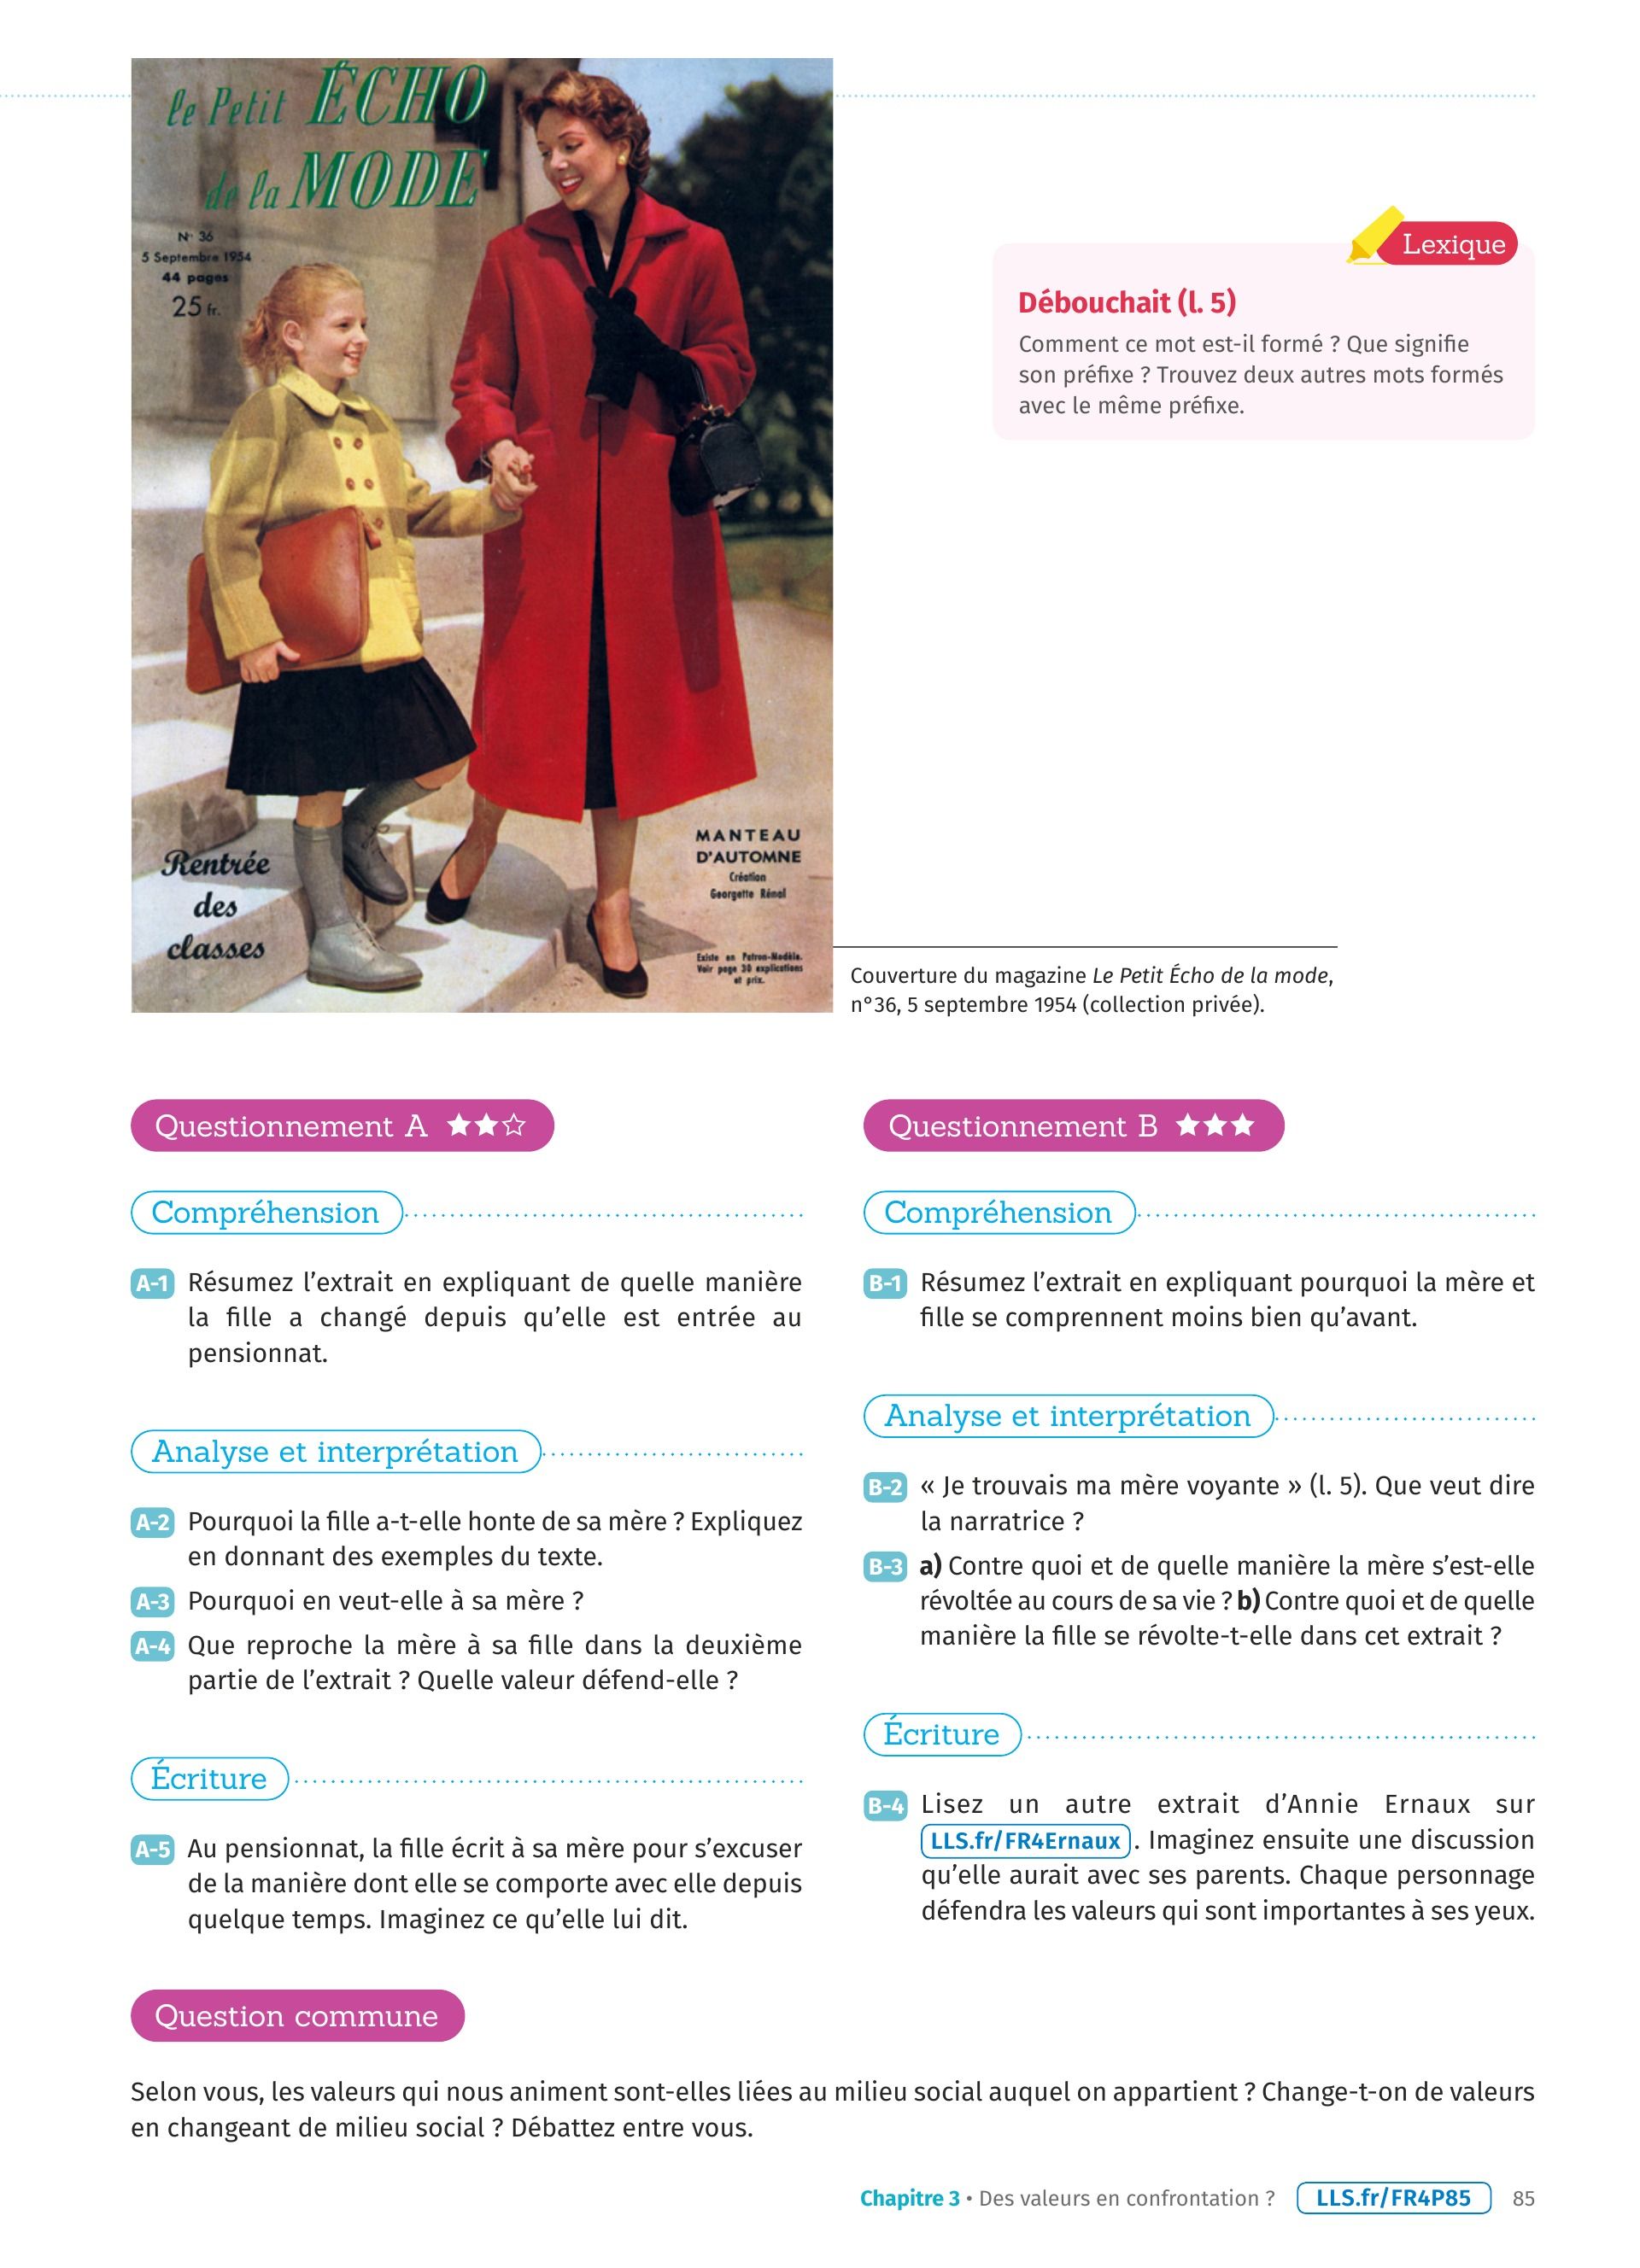 le Petit ÉCHO
de la MODE
N° 36
5 Septembre 1954
44 pages
25 fr.
Lexique
Débouchait (l. 5)
Comment ce mot est-il formé ? Que signifie
son préfixe ? Trouvez deux autres mots formés
avec le même préfixe.
Rentrée
des
classes
MANTEAU
D'AUTOMNE
Création
Georgette Rénal
Existe en Patron-Modèle.
Voir page 30 explications
et prix.
Couverture du magazine Le Petit Écho de la mode,
n°36, 5 septembre 1954 (collection privée).
Questionnement A
Compréhension
A-1 Résumez l’extrait en expliquant de quelle manière
la fille a changé depuis qu’elle est entrée au
pensionnat.
Analyse et interprétation
A-2 Pourquoi la fille a-t-elle honte de sa mère ? Expliquez
en donnant des exemples du texte.
A-3 Pourquoi en veut-elle à sa mère ?
A-4 Que reproche la mère à sa fille dans la deuxième
partie de l’extrait ? Quelle valeur défend-elle ?
Écriture
A-5 Au pensionnat, la fille écrit à sa mère pour s’excuser
de la manière dont elle se comporte avec elle depuis
quelque temps. Imaginez ce qu’elle lui dit.
Questionnement B
Compréhension
B-1 Résumez l’extrait en expliquant pourquoi la mère et
fille se comprennent moins bien qu’avant.
Analyse et interprétation
B-2 « Je trouvais ma mère voyante » (l. 5). Que veut dire
la narratrice ?
B-3 a) Contre quoi et de quelle manière la mère s’est-elle
révoltée au cours de sa vie ? b) Contre quoi et de quelle
manière la fille se révolte-t-elle dans cet extrait ?
Écriture
B-4 Lisez un autre extrait d’Annie Ernaux sur
LLS.fr/FR4Ernaux . Imaginez ensuite une discussion
qu’elle aurait avec ses parents. Chaque personnage
défendra les valeurs qui sont importantes à ses yeux.
Question commune
Selon vous, les valeurs qui nous animent sont-elles liées au milieu social auquel on appartient ? Change-t-on de valeurs
en changeant de milieu social ? Débattez entre vous.
Chapitre 3 • Des valeurs en confrontation ? LLS.fr/FR4P85 85